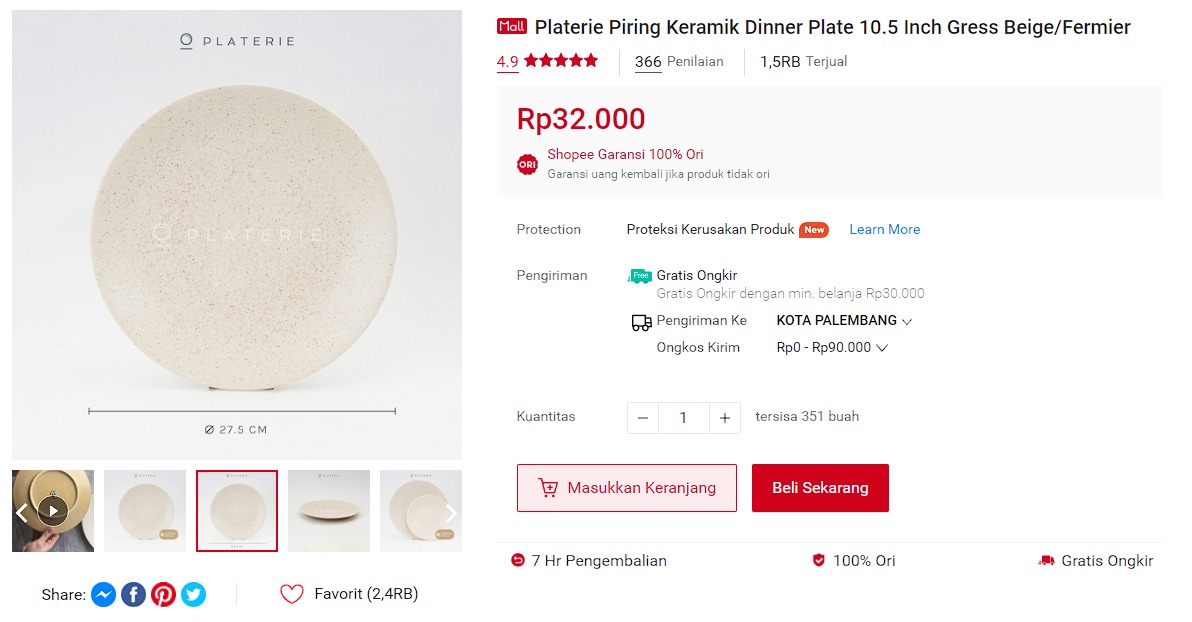 PLATERIE
PLATERIE
Ø 27.5 CM
Share:
Favorit (2,4RB)
Mall Platerie Piring Keramik Dinner Plate 10.5 Inch Gress Beige/Fermier
4.9
366 Penilaian
1,5RB Terjual
Rp32.000
ORI
Shopee Garansi 100% Ori
Garansi uang kembali jika produk tidak ori
Protection
Proteksi Kerusakan Produk New Learn More
Pengiriman
Free Gratis Ongkir
Gratis Ongkir dengan min. belanja Rp30.000
Pengiriman Ke KOTA PALEMBANG
Ongkos Kirim Rp0 - Rp90.000
Kuantitas
− 1 + tersisa 351 buah
Masukkan Keranjang
Beli Sekarang
7 Hr Pengembalian
100% Ori
Gratis Ongkir